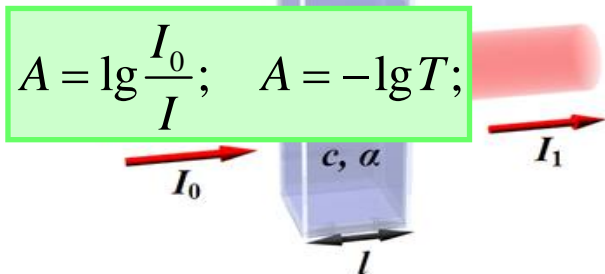 A = lg I₀/I; A = −lg T;
c, α
I₀
I₁
l